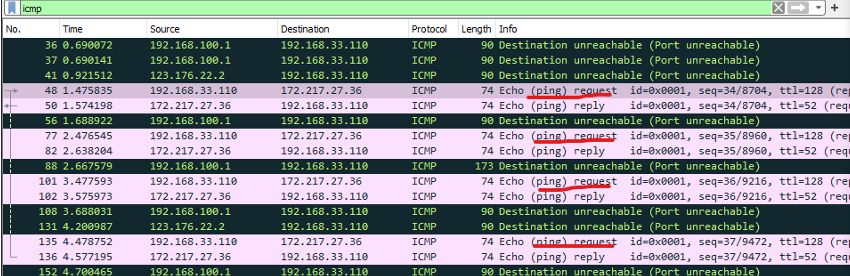 icmp
No. Time Source Destination Protocol Length Info
36 0.690072 192.168.100.1 192.168.33.110 ICMP 90 Destination unreachable (Port unreachable)
37 0.690141 192.168.100.1 192.168.33.110 ICMP 90 Destination unreachable (Port unreachable)
41 0.921512 123.176.22.2 192.168.33.110 ICMP 90 Destination unreachable (Port unreachable)
48 1.475835 192.168.33.110 172.217.27.36 ICMP 74 Echo (ping) request id=0x0001, seq=34/8704, ttl=128 (rep
50 1.574198 172.217.27.36 192.168.33.110 ICMP 74 Echo (ping) reply id=0x0001, seq=34/8704, ttl=52 (requ
56 1.688922 192.168.100.1 192.168.33.110 ICMP 90 Destination unreachable (Port unreachable)
77 2.476545 192.168.33.110 172.217.27.36 ICMP 74 Echo (ping) request id=0x0001, seq=35/8960, ttl=128 (rep
82 2.638204 172.217.27.36 192.168.33.110 ICMP 74 Echo (ping) reply id=0x0001, seq=35/8960, ttl=52 (requ
88 2.667579 192.168.100.1 192.168.33.110 ICMP 173 Destination unreachable (Port unreachable)
101 3.477593 192.168.33.110 172.217.27.36 ICMP 74 Echo (ping) request id=0x0001, seq=36/9216, ttl=128 (rep
102 3.575973 172.217.27.36 192.168.33.110 ICMP 74 Echo (ping) reply id=0x0001, seq=36/9216, ttl=52 (requ
108 3.688031 192.168.100.1 192.168.33.110 ICMP 90 Destination unreachable (Port unreachable)
131 4.200987 123.176.22.2 192.168.33.110 ICMP 90 Destination unreachable (Port unreachable)
135 4.478752 192.168.33.110 172.217.27.36 ICMP 74 Echo (ping) request id=0x0001, seq=37/9472, ttl=128 (rep
136 4.577195 172.217.27.36 192.168.33.110 ICMP 74 Echo (ping) reply id=0x0001, seq=37/9472, ttl=52 (requ
152 4.700465 192.168.100.1 192.168.33.110 ICMP 90 Destination unreachable (Port unreachable)